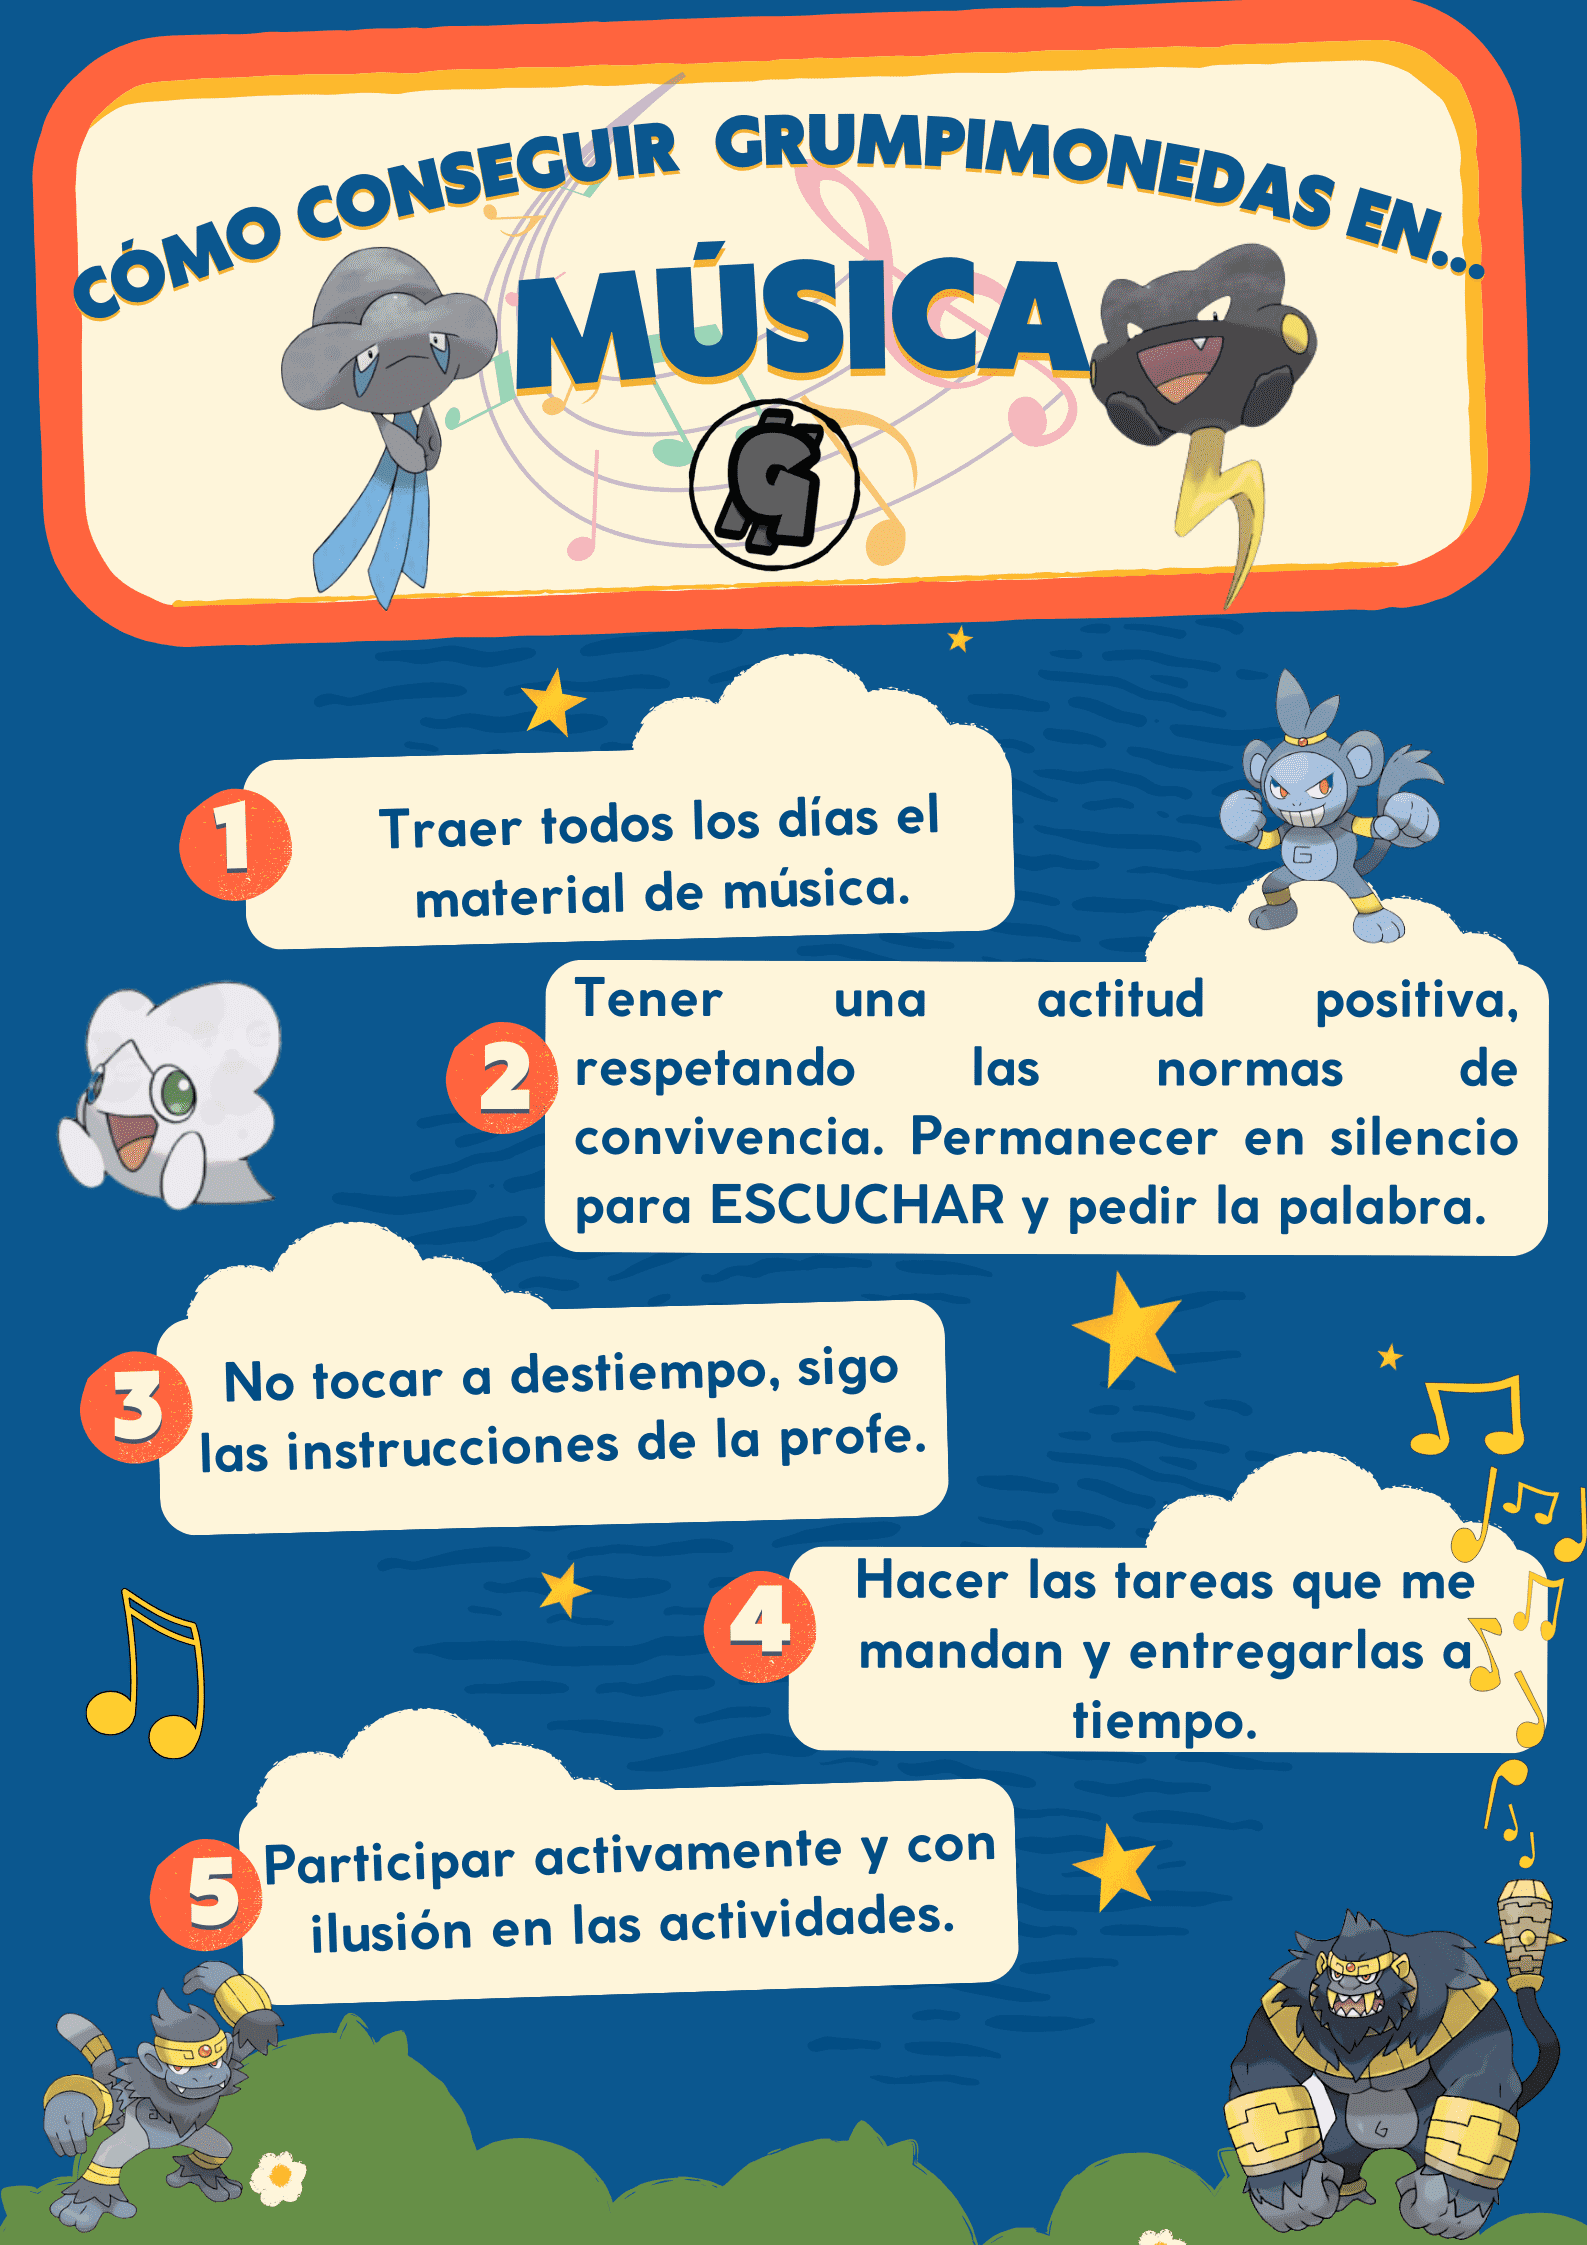 CÓMO CONSEGUIR GRUMPIMONEDAS EN...
MÚSICA
G
1
Traer todos los días el
material de música.
2
Tener una actitud positiva,
respetando las normas de
convivencia. Permanecer en silencio
para ESCUCHAR y pedir la palabra.
3
No tocar a destiempo, sigo
las instrucciones de la profe.
4
Hacer las tareas que me
mandan y entregarlas a
tiempo.
5
Participar activamente y con
ilusión en las actividades.
G
G